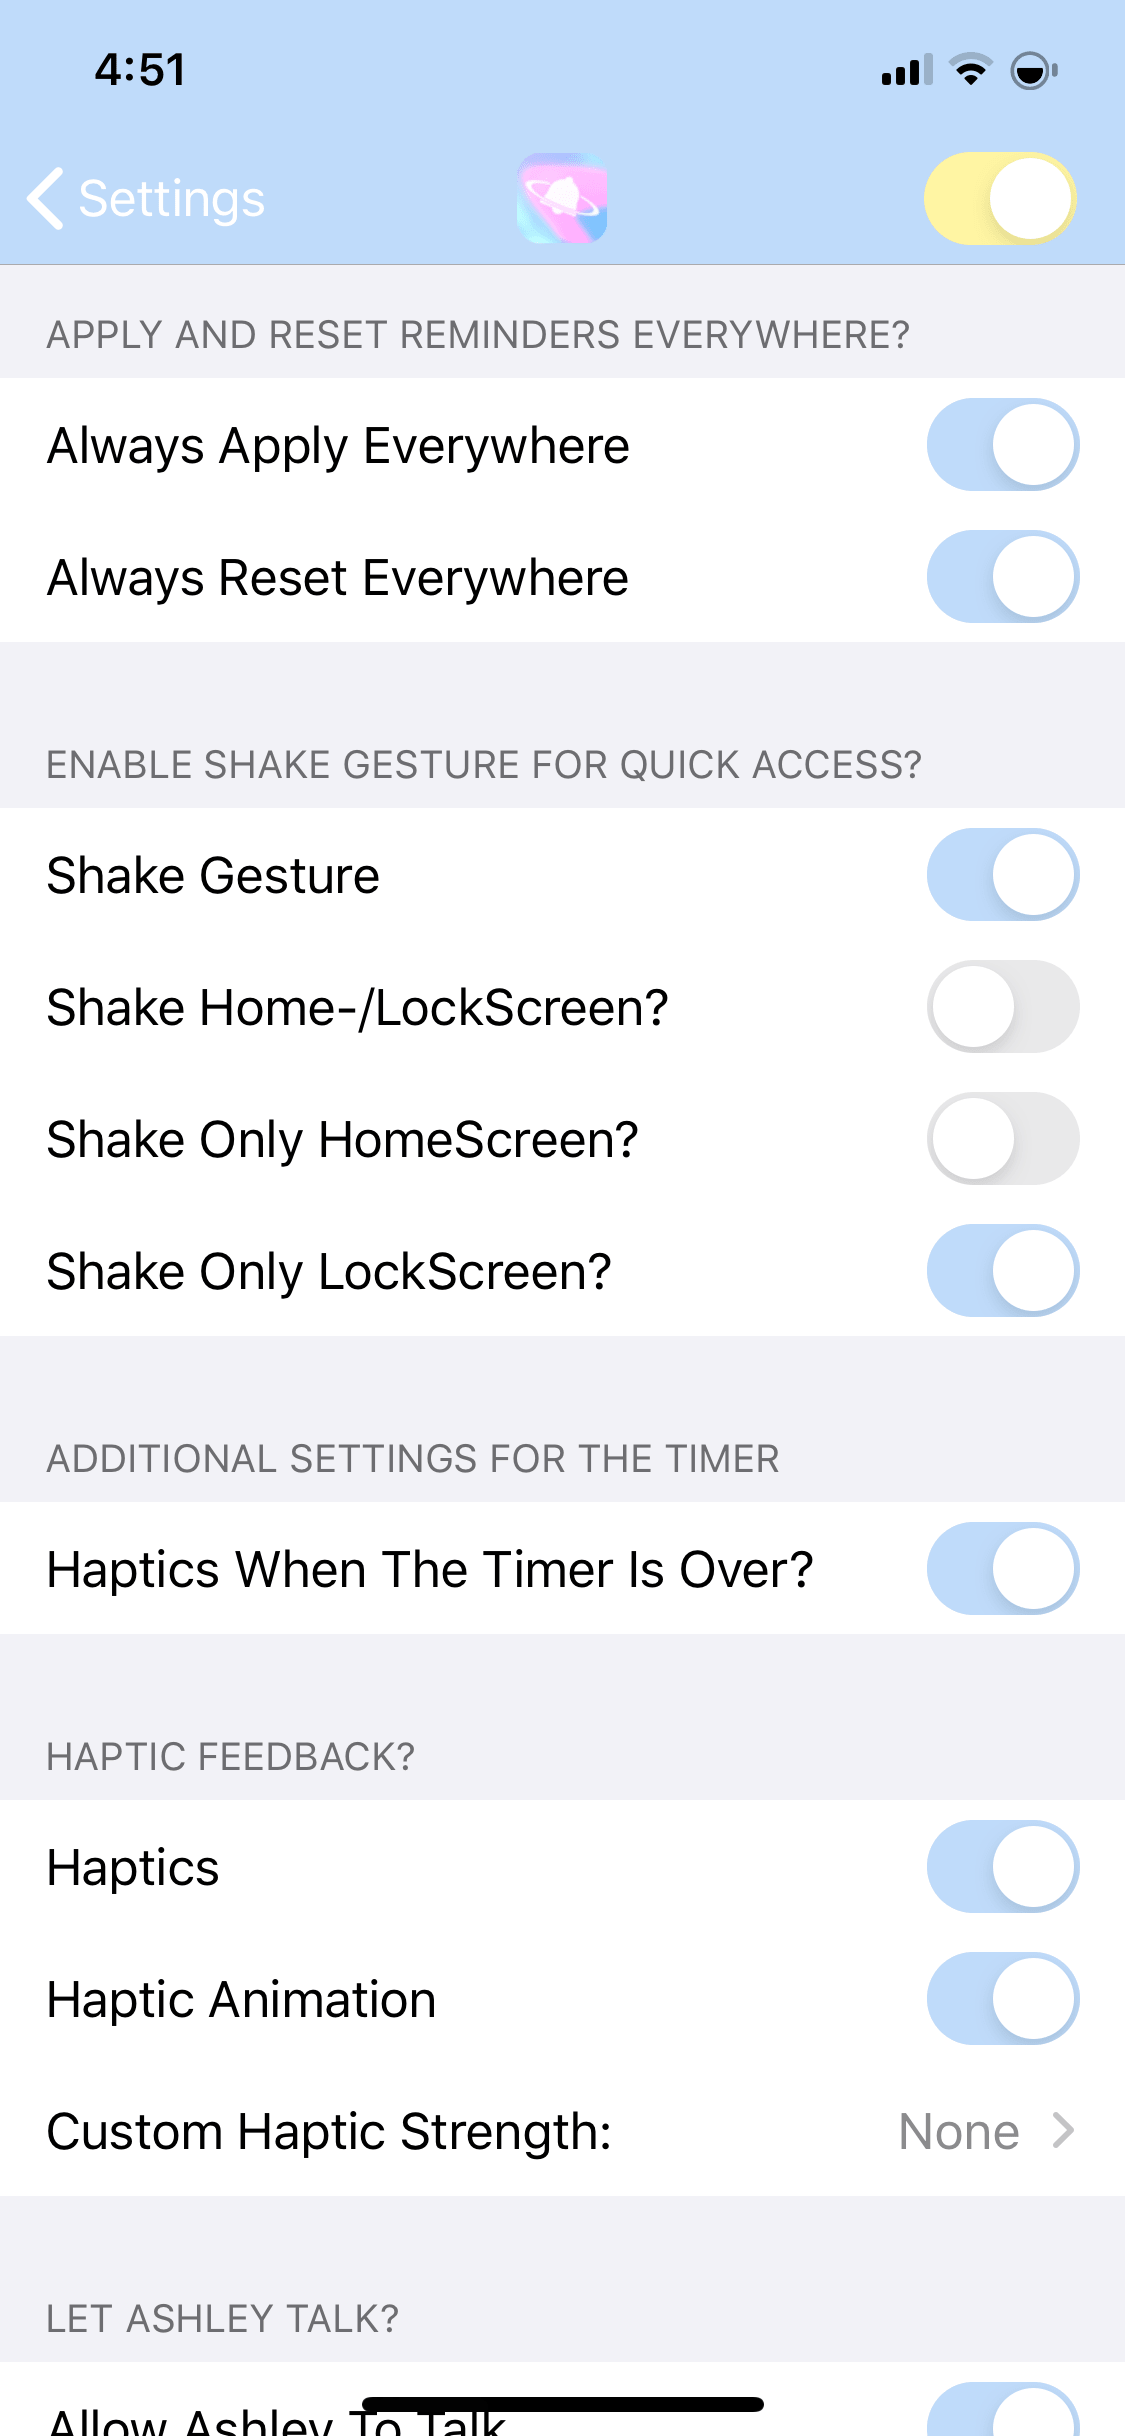 4:51
Settings
APPLY AND RESET REMINDERS EVERYWHERE?
Always Apply Everywhere
Always Reset Everywhere
ENABLE SHAKE GESTURE FOR QUICK ACCESS?
Shake Gesture
Shake Home-/LockScreen?
Shake Only HomeScreen?
Shake Only LockScreen?
ADDITIONAL SETTINGS FOR THE TIMER
Haptics When The Timer Is Over?
HAPTIC FEEDBACK?
Haptics
Haptic Animation
Custom Haptic Strength: None
LET ASHLEY TALK?
Allow Ashley To Talk